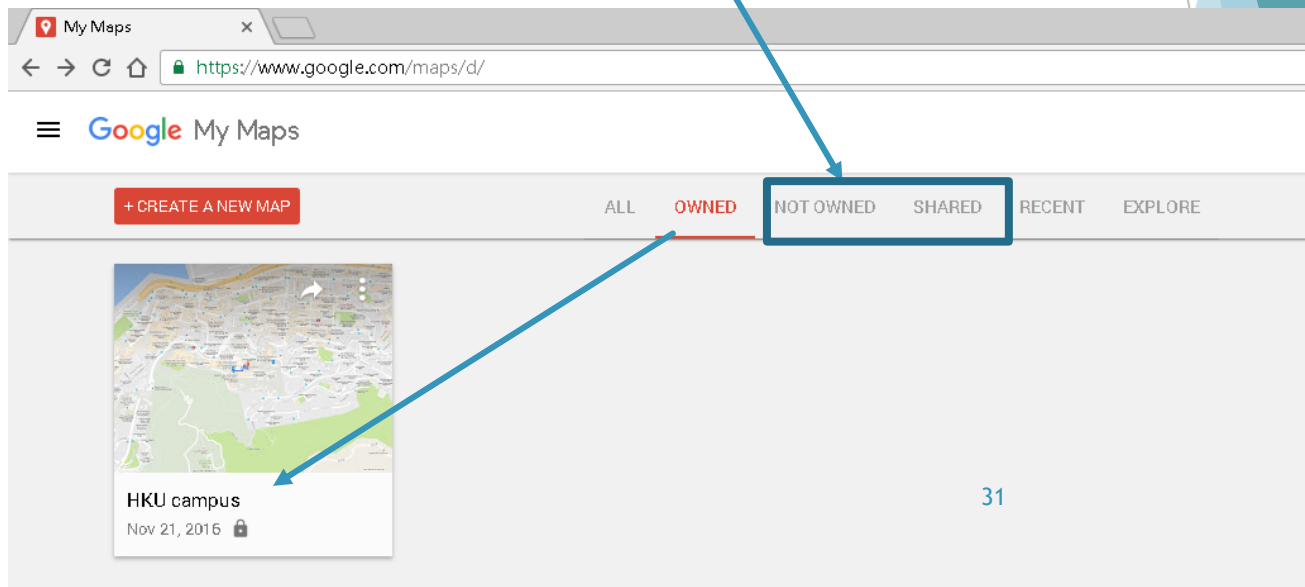 My Maps
https://www.google.com/maps/d/
Google My Maps
+ CREATE A NEW MAP
ALL OWNED NOT OWNED SHARED RECENT EXPLORE
HKU campus
Nov 21, 2016
31